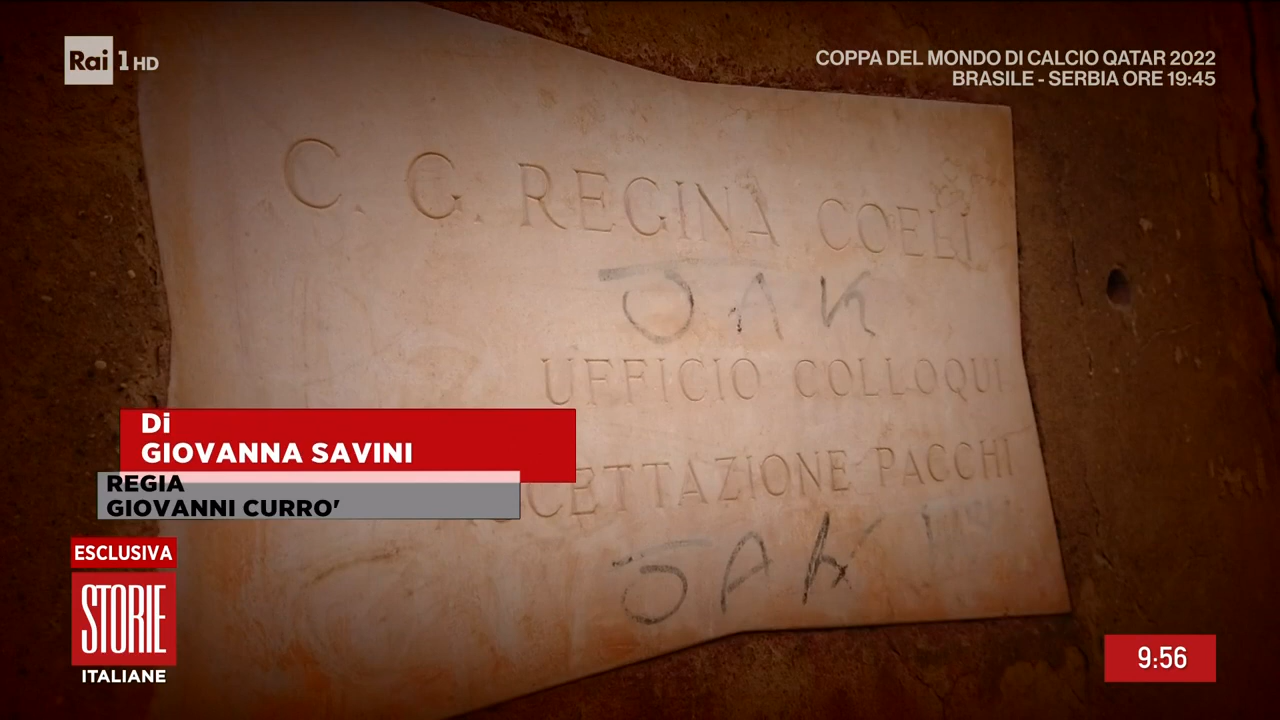 Rai 1 HD
COPPA DEL MONDO DI CALCIO QATAR 2022
BRASILE - SERBIA ORE 19:45
C. G. REGINA COELI
JAK
UFFICIO COLLOQUI
ACCETTAZIONE PACCHI
JAK
Di
GIOVANNA SAVINI
REGIA
GIOVANNI CURRO'
ESCLUSIVA
STORIE
ITALIANE
9:56